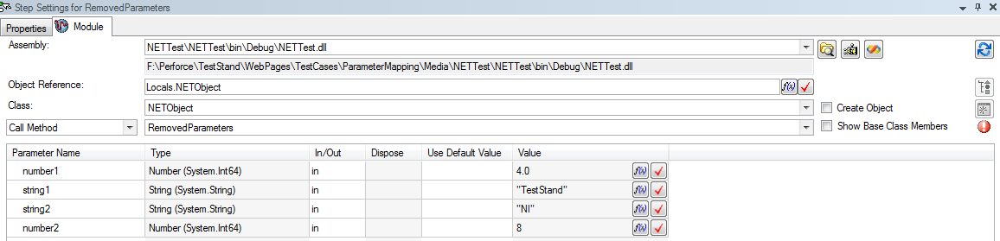 Step Settings for RemovedParameters
Properties Module
Assembly: NETTest\NETTest\bin\Debug\NETTest.dll
F:\Perforce\TestStand\WebPages\TestCases\ParameterMapping\Media\NETTest\NETTest\bin\Debug\NETTest.dll
Object Reference: Locals.NETObject f(x)
Class: NETObject Create Object
Call Method RemovedParameters Show Base Class Members
Parameter Name Type In/Out Dispose Use Default Value Value
number1 Number (System.Int64) in 4.0 f(x)
string1 String (System.String) in "TestStand" f(x)
string2 String (System.String) in "NI" f(x)
number2 Number (System.Int64) in 8 f(x)